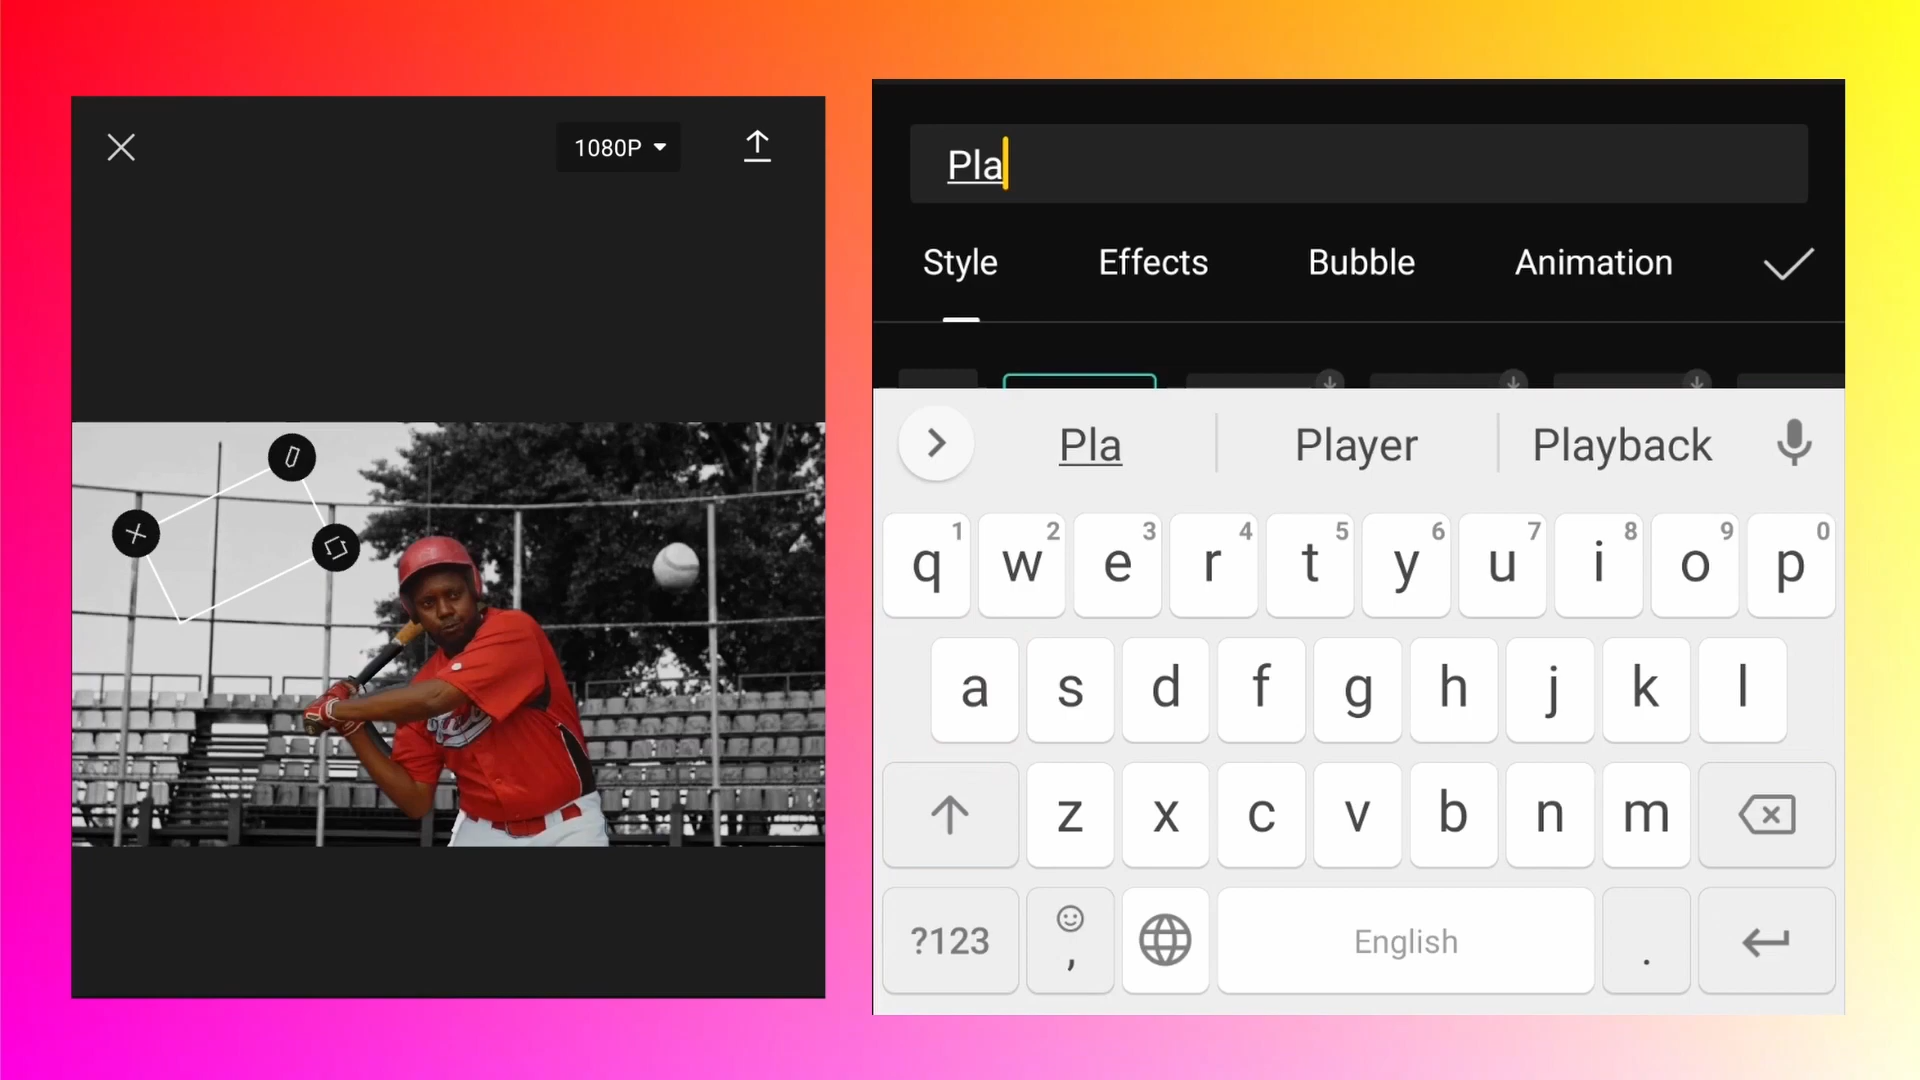 1080P
Pla
Style Effects Bubble Animation
Pla Player Playback
q 1 w 2 e 3 r 4 t 5 y 6 u 7 i 8 o 9 p 0
a s d f g h j k l
z x c v b n m
?123 , English .